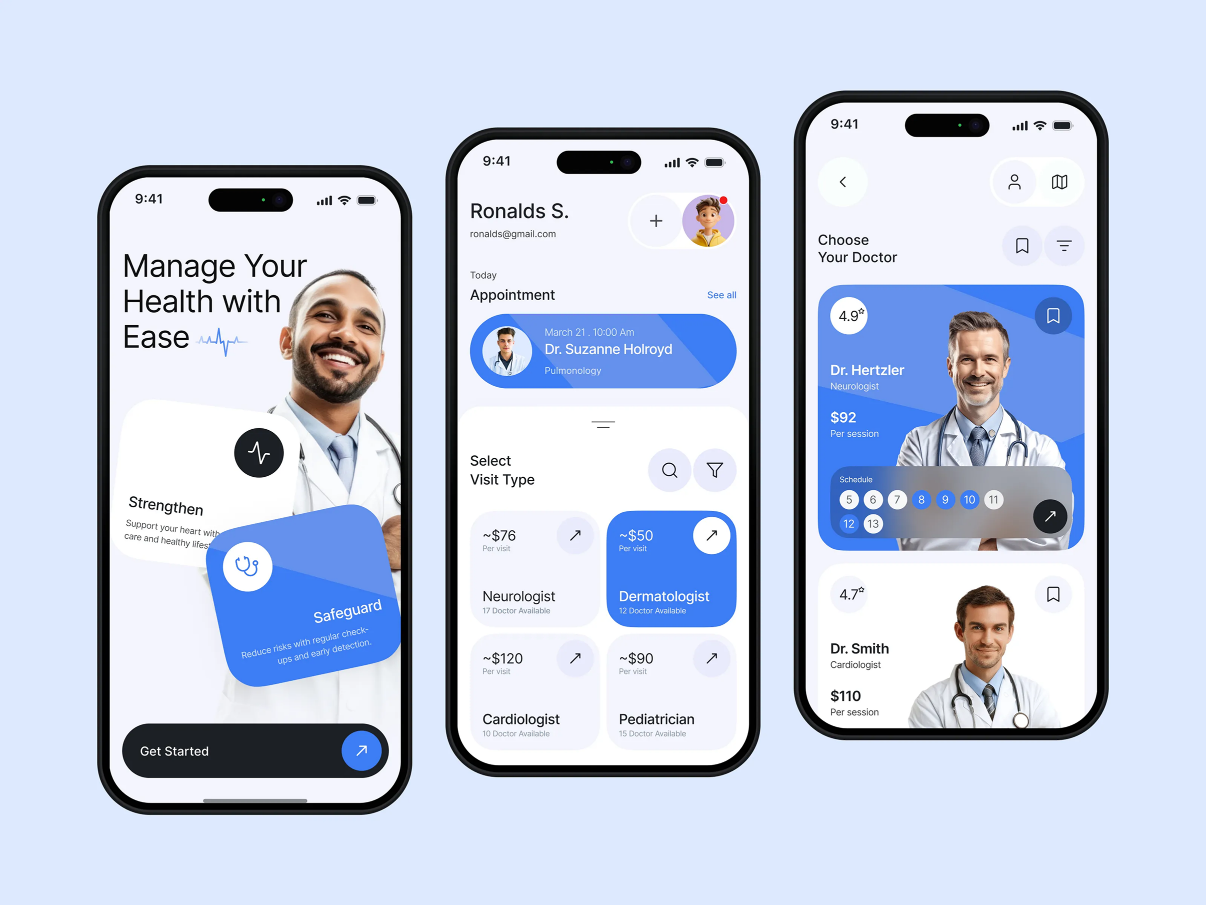 9:41
Manage Your
Health with
Ease
Strengthen
Support your heart with
care and healthy
Safeguard
Reduce risks with regular check-
ups and early detection.
Get Started
9:41
Ronalds S.
ronalds@gmail.com
Today
Appointment
See all
March 21 . 10:00 Am
Dr. Suzanne Holroyd
Pulmonology
Select
Visit Type
~$76
Per visit
Neurologist
17 Doctor Available
~$50
Per visit
Dermatologist
12 Doctor Available
~$120
Per visit
Cardiologist
10 Doctor Available
~$90
Per visit
Pediatrician
15 Doctor Available
9:41
Choose
Your Doctor
4.9
Dr. Hertzler
Neurologist
$92
Per session
Schedule
5 6 7 8 9 10 11
12 13
4.7
Dr. Smith
Cardiologist
$110
Per session